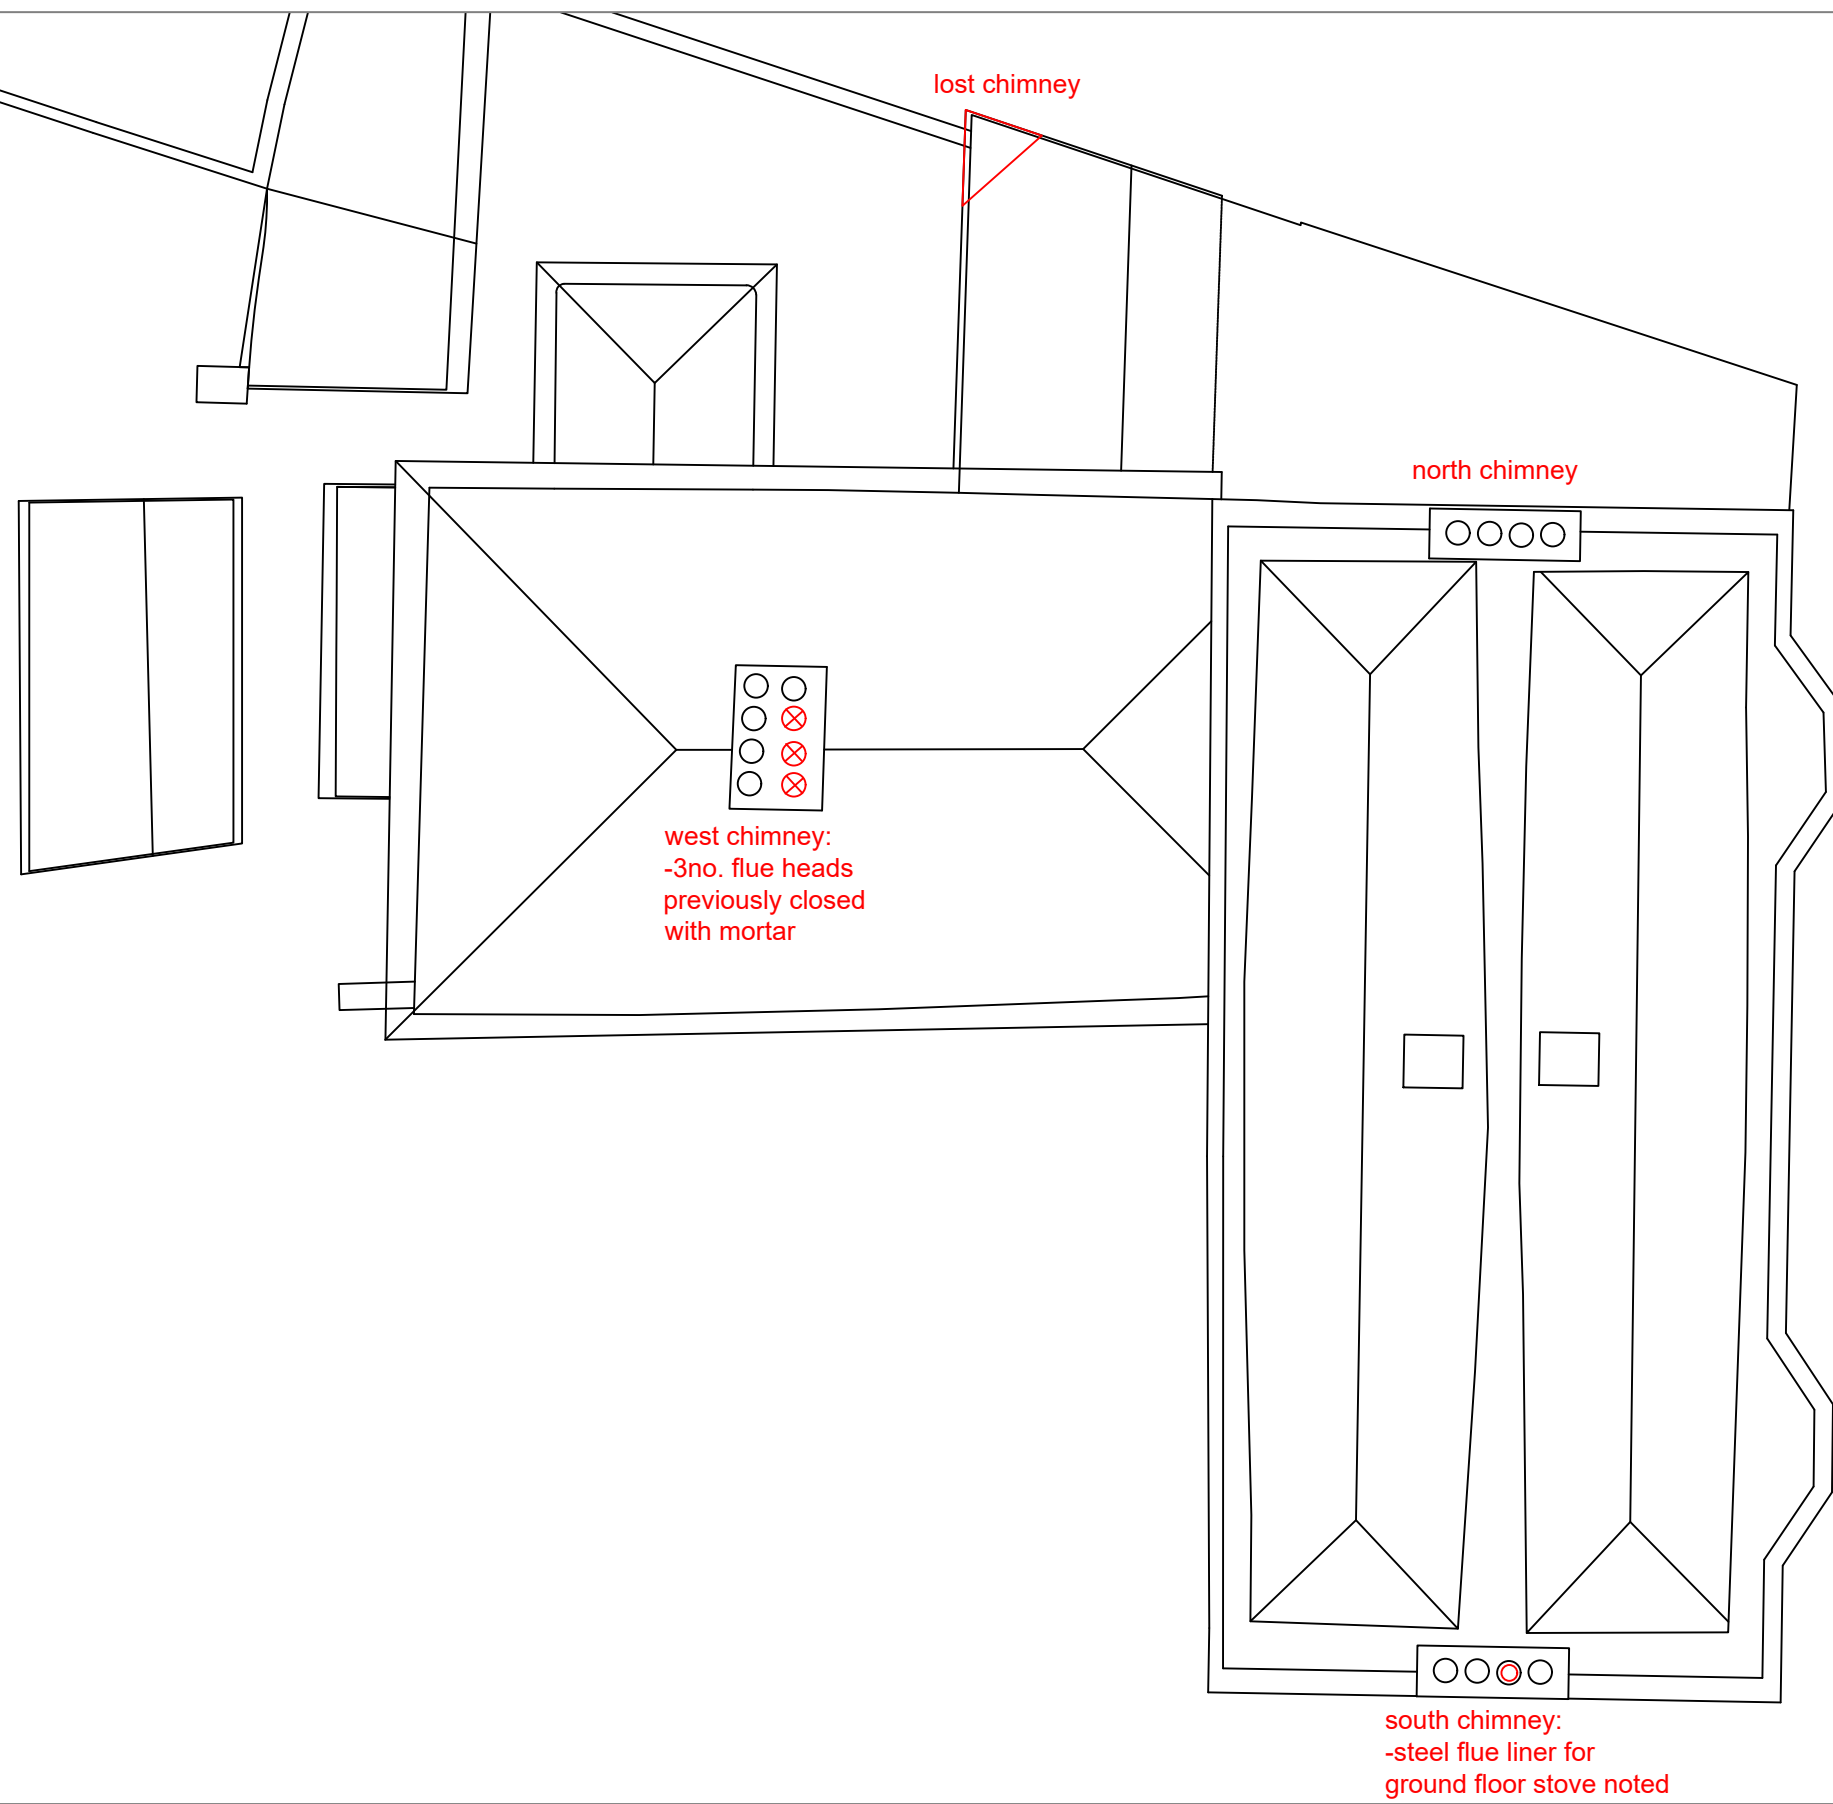 lost chimney
north chimney
west chimney:
-3no. flue heads
previously closed
with mortar
south chimney:
-steel flue liner for
ground floor stove noted